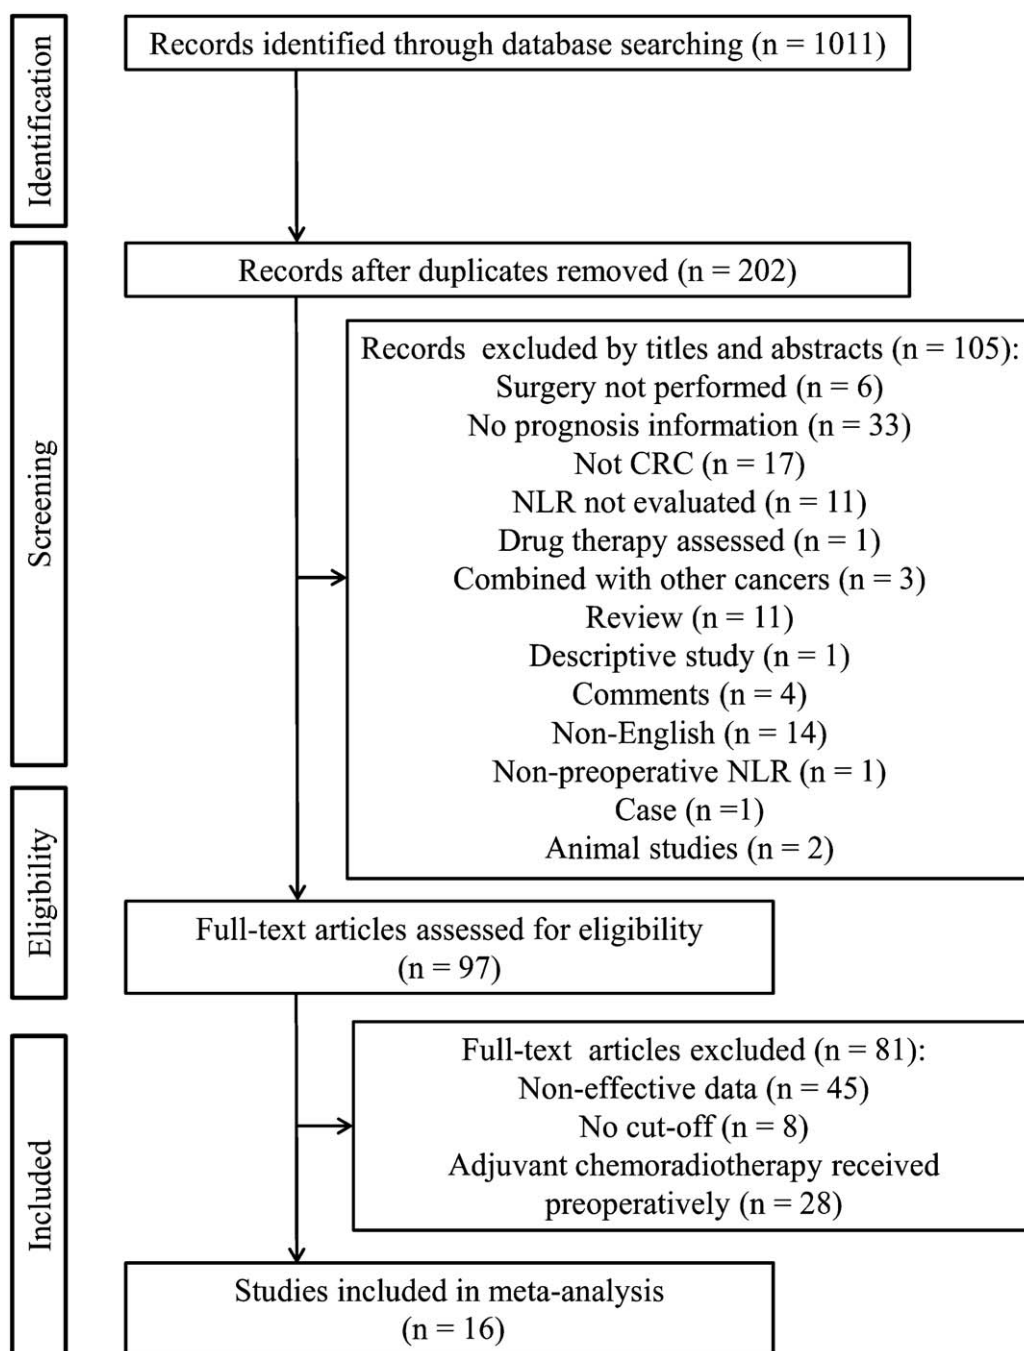 Identification
Records identified through database searching (n = 1011)
Screening
Records after duplicates removed (n = 202)
Records excluded by titles and abstracts (n = 105):
Surgery not performed (n = 6)
No prognosis information (n = 33)
Not CRC (n = 17)
NLR not evaluated (n = 11)
Drug therapy assessed (n = 1)
Combined with other cancers (n = 3)
Review (n = 11)
Descriptive study (n = 1)
Comments (n = 4)
Non-English (n = 14)
Non-preoperative NLR (n = 1)
Case (n =1)
Animal studies (n = 2)
Eligibility
Full-text articles assessed for eligibility
(n = 97)
Included
Full-text articles excluded (n = 81):
Non-effective data (n = 45)
No cut-off (n = 8)
Adjuvant chemoradiotherapy received
preoperatively (n = 28)
Studies included in meta-analysis
(n = 16)